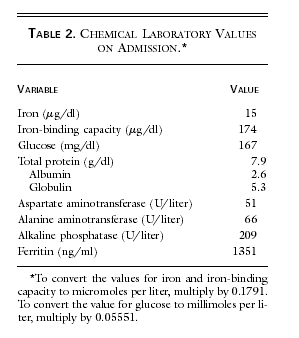 TABLE 2. CHEMICAL LABORATORY VALUES
ON ADMISSION.*
VARIABLE VALUE
Iron (μg/dl) 15
Iron-binding capacity (μg/dl) 174
Glucose (mg/dl) 167
Total protein (g/dl) 7.9
Albumin 2.6
Globulin 5.3
Aspartate aminotransferase (U/liter) 51
Alanine aminotransferase (U/liter) 66
Alkaline phosphatase (U/liter) 209
Ferritin (ng/ml) 1351
*To convert the values for iron and iron-binding
capacity to micromoles per liter, multiply by 0.1791.
To convert the value for glucose to millimoles per li-
ter, multiply by 0.05551.